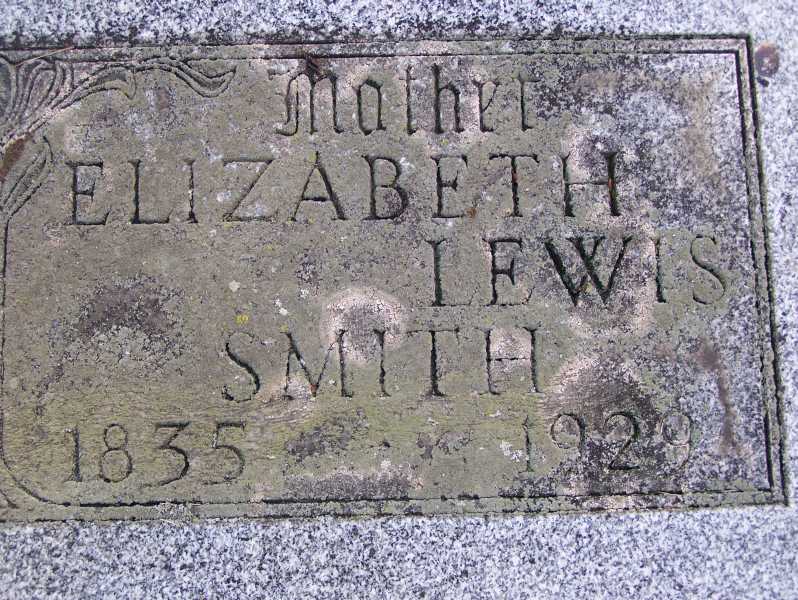 Mother
ELIZABETH
LEWIS
SMITH
1835 1929